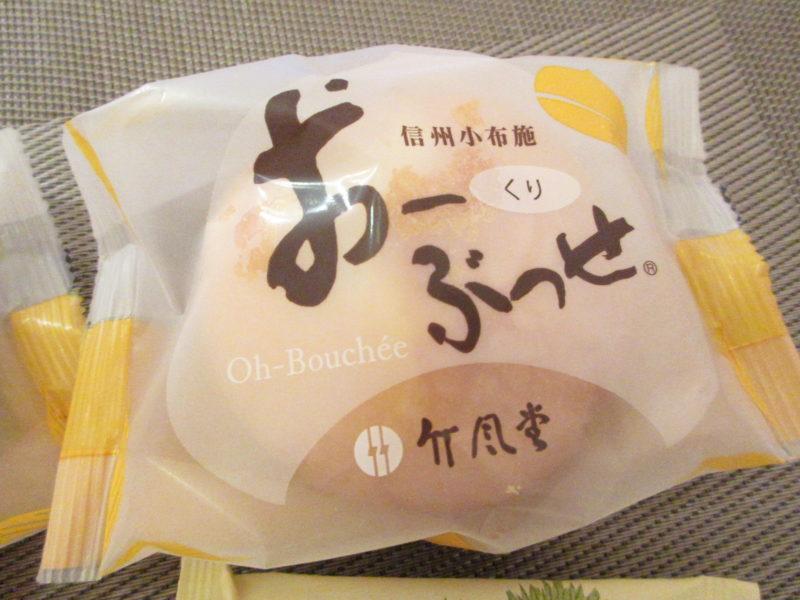 信州小布施
くり
おー
ぶっせ®
Oh-Bouchée
竹風堂